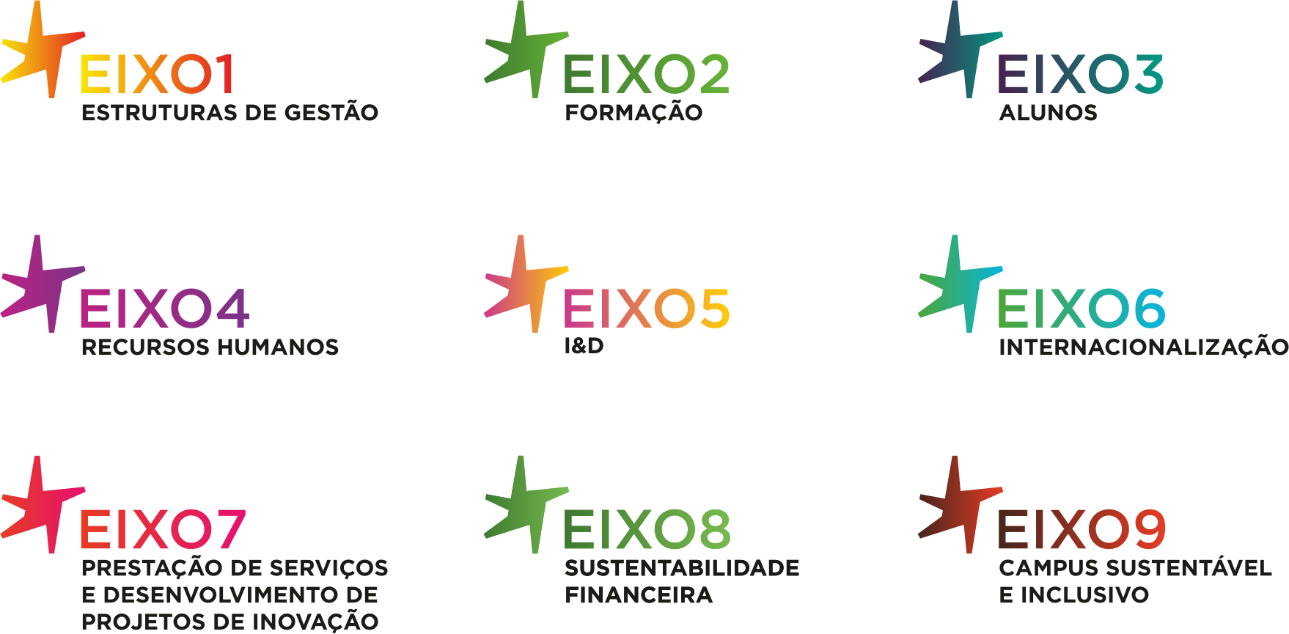 EIXO1
ESTRUTURAS DE GESTÃO
EIXO2
FORMAÇÃO
EIXO3
ALUNOS
EIXO4
RECURSOS HUMANOS
EIXO5
I&D
EIXO6
INTERNACIONALIZAÇÃO
EIXO7
PRESTAÇÃO DE SERVIÇOS
E DESENVOLVIMENTO DE
PROJETOS DE INOVAÇÃO
EIXO8
SUSTENTABILIDADE
FINANCEIRA
EIXO9
CAMPUS SUSTENTÁVEL
E INCLUSIVO